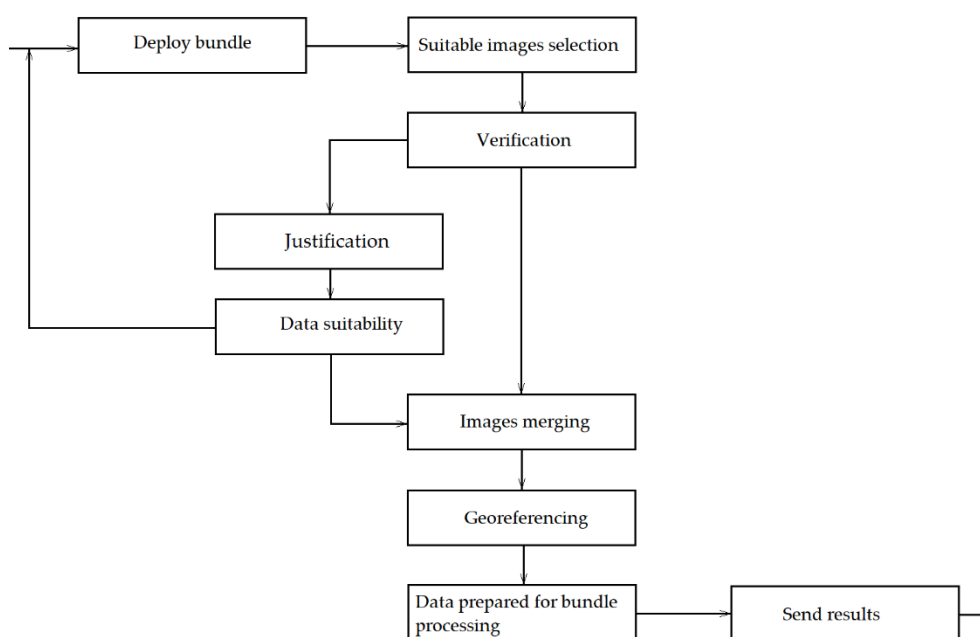 Deploy bundle
Suitable images selection
Verification
Justification
Data suitability
Images merging
Georeferencing
Data prepared for bundle
processing
Send results